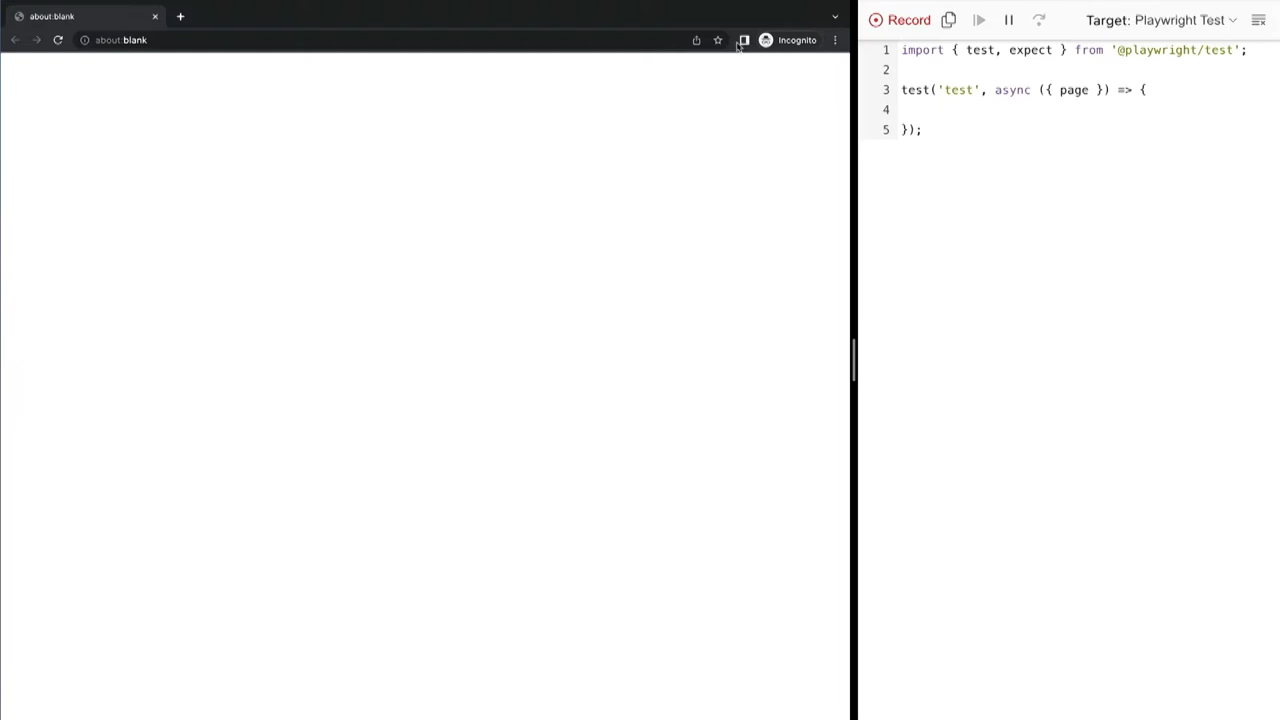 about:blank
about:blank
Incognito
Record
Target: Playwright Test
1 import { test, expect } from '@playwright/test';
2
3 test('test', async ({ page }) => {
4
5 });